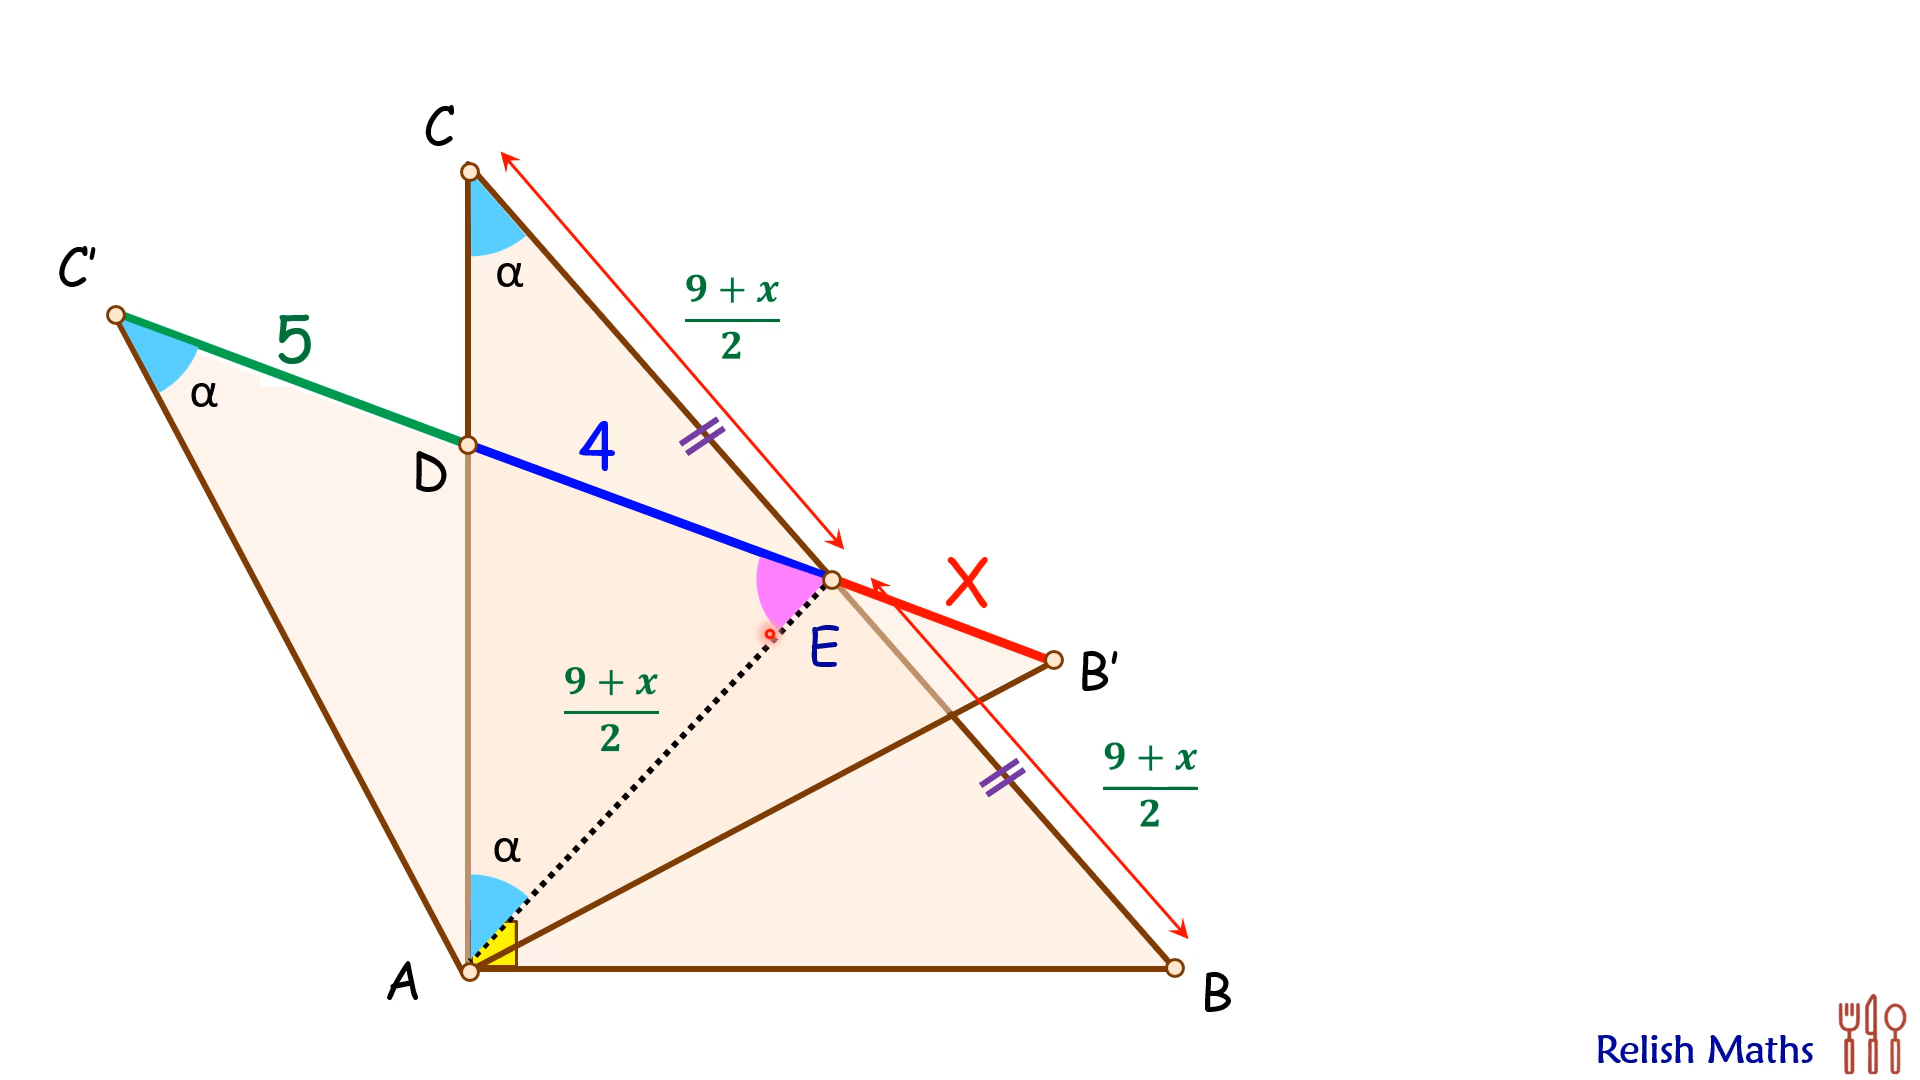 C
C'
α
9 + x
2
5
α
4
D
X
E
B'
9 + x
2
9 + x
2
α
A
B
Relish Maths